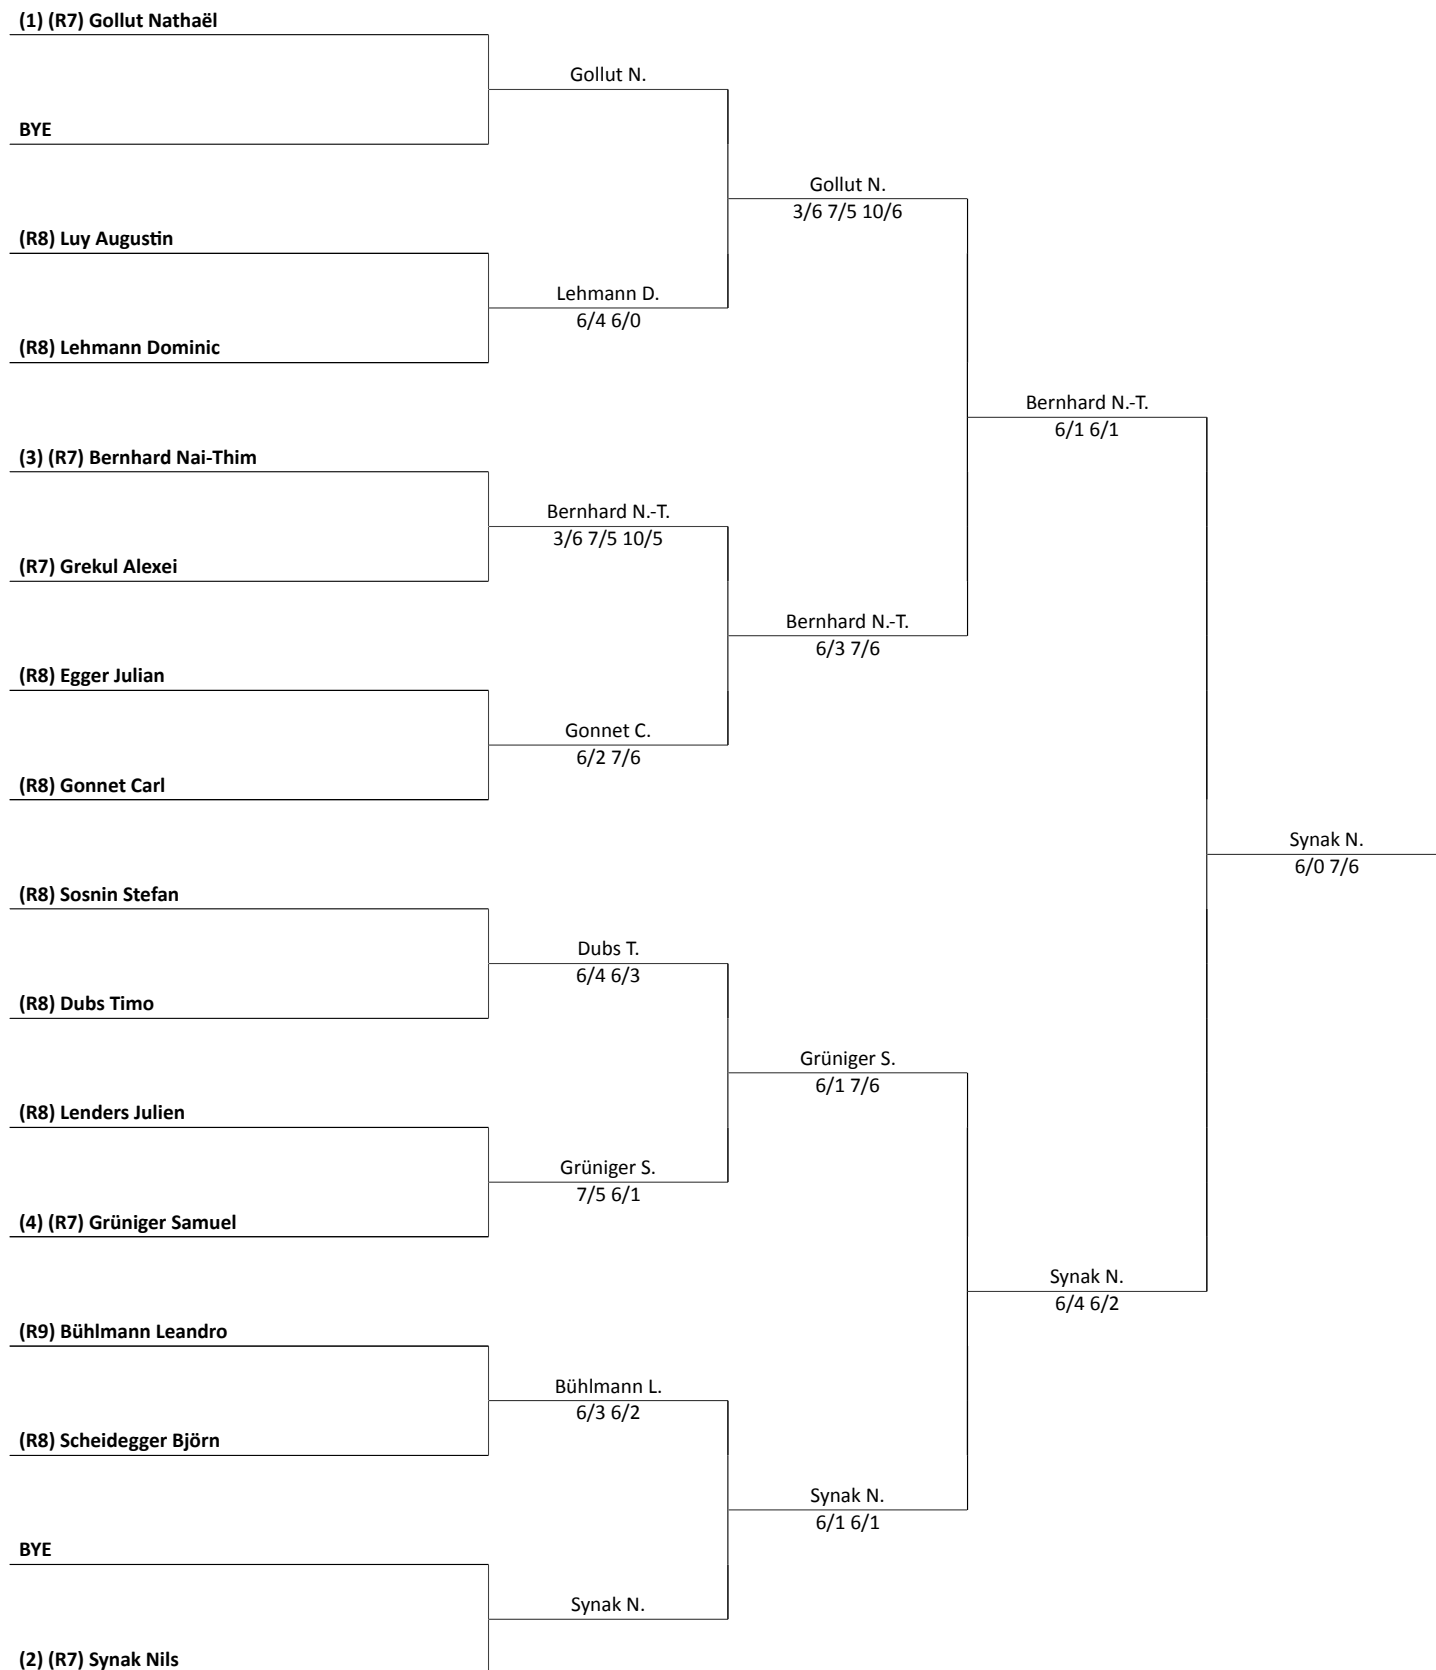 (1) (R7) Gollut Nathaël
Gollut N.
BYE
Gollut N.
3/6 7/5 10/6
(R8) Luy Augustin
Lehmann D.
6/4 6/0
(R8) Lehmann Dominic
Bernhard N.-T.
6/1 6/1
(3) (R7) Bernhard Nai-Thim
Bernhard N.-T.
3/6 7/5 10/5
(R7) Grekul Alexei
Bernhard N.-T.
6/3 7/6
(R8) Egger Julian
Gonnet C.
6/2 7/6
(R8) Gonnet Carl
Synak N.
6/0 7/6
(R8) Sosnin Stefan
Dubs T.
6/4 6/3
(R8) Dubs Timo
Grüniger S.
6/1 7/6
(R8) Lenders Julien
Grüniger S.
7/5 6/1
(4) (R7) Grüniger Samuel
Synak N.
6/4 6/2
(R9) Bühlmann Leandro
Bühlmann L.
6/3 6/2
(R8) Scheidegger Björn
Synak N.
6/1 6/1
BYE
Synak N.
(2) (R7) Synak Nils